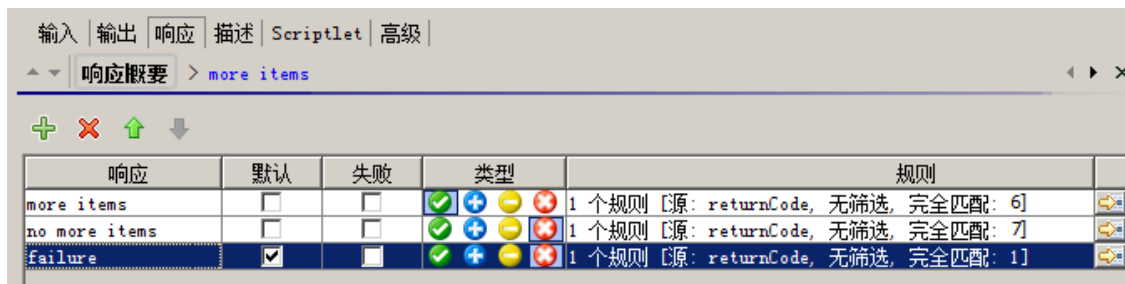 输入 输出 响应 描述 Scriptlet 高级
响应概要 > more items
响应 默认 失败 类型 规则
more items 1 个规则 [源: returnCode, 无筛选, 完全匹配: 6]
no more items 1 个规则 [源: returnCode, 无筛选, 完全匹配: 7]
failure 1 个规则 [源: returnCode, 无筛选, 完全匹配: 1]